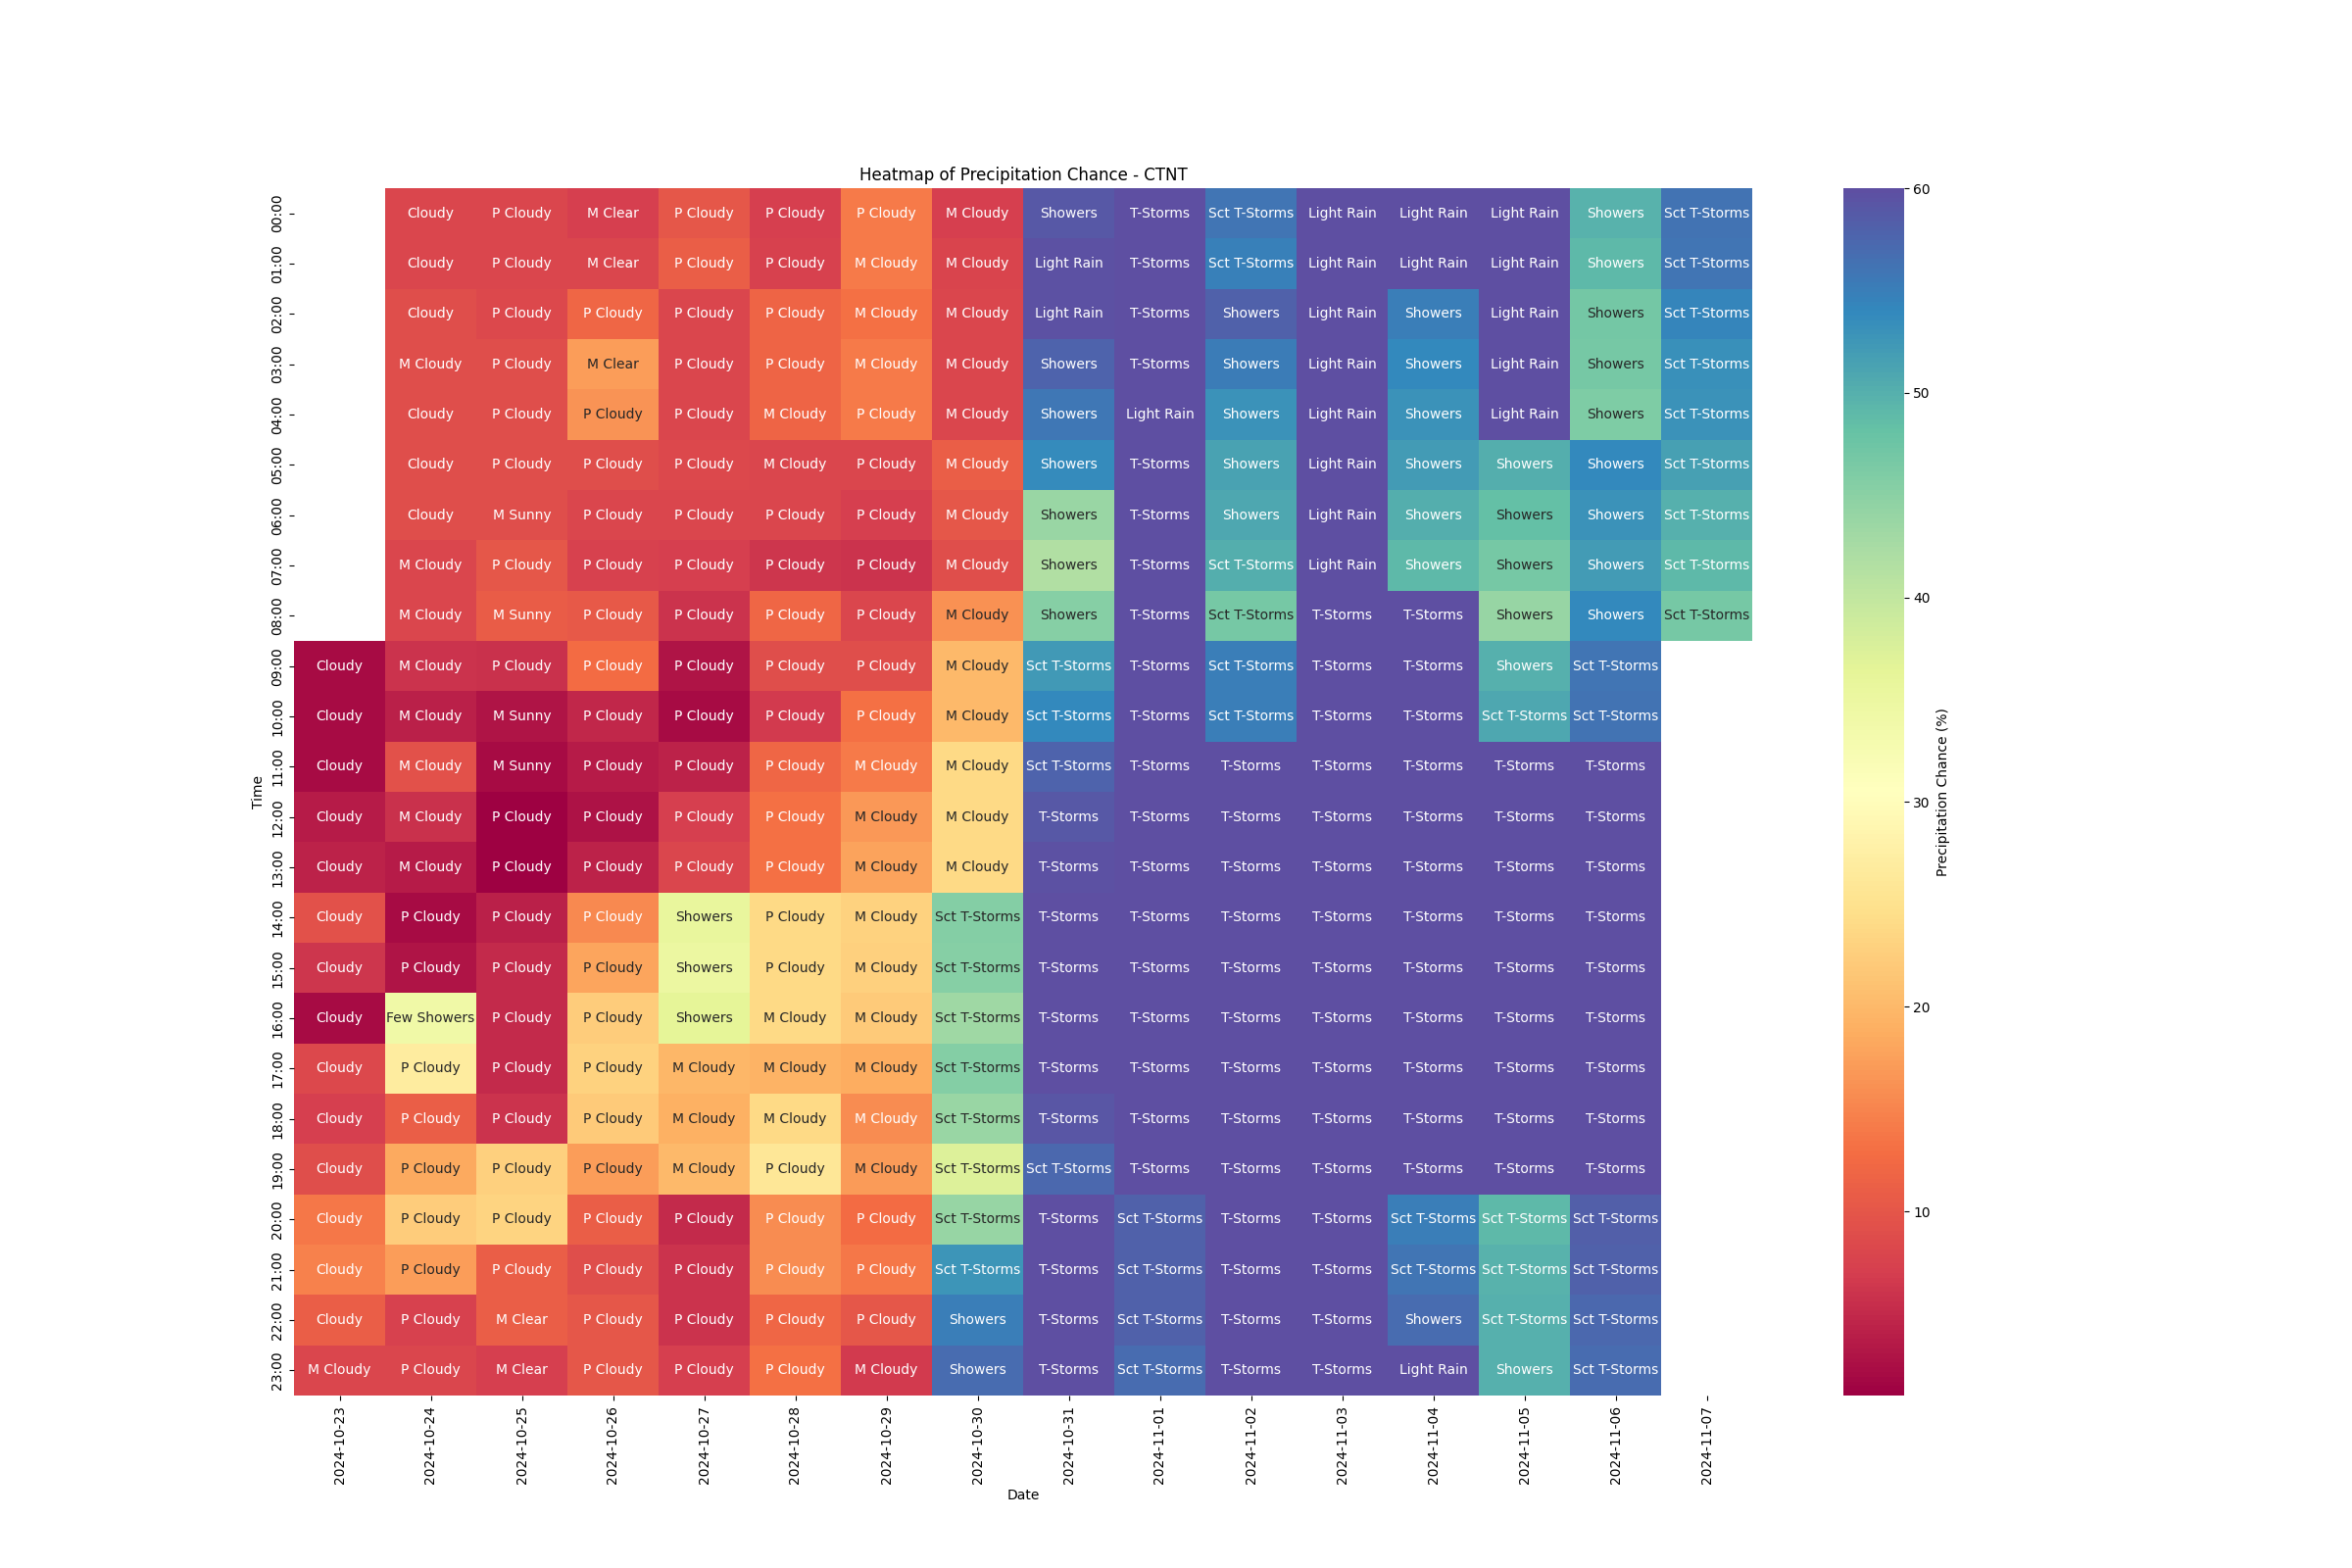 Heatmap of Precipitation Chance - CTNT
Time
00:00 Cloudy P Cloudy M Clear P Cloudy P Cloudy P Cloudy M Cloudy Showers T-Storms Sct T-Storms Light Rain Light Rain Light Rain Showers Sct T-Storms
01:00 Cloudy P Cloudy M Clear P Cloudy P Cloudy M Cloudy M Cloudy Light Rain T-Storms Sct T-Storms Light Rain Light Rain Light Rain Showers Sct T-Storms
02:00 Cloudy P Cloudy P Cloudy P Cloudy P Cloudy M Cloudy M Cloudy Light Rain T-Storms Showers Light Rain Showers Light Rain Showers Sct T-Storms
03:00 M Cloudy P Cloudy M Clear P Cloudy P Cloudy M Cloudy M Cloudy Showers T-Storms Showers Light Rain Showers Light Rain Showers Sct T-Storms
04:00 Cloudy P Cloudy P Cloudy P Cloudy M Cloudy P Cloudy M Cloudy Showers Light Rain Showers Light Rain Showers Light Rain Showers Sct T-Storms
05:00 Cloudy P Cloudy P Cloudy P Cloudy M Cloudy P Cloudy M Cloudy Showers T-Storms Showers Light Rain Showers Showers Showers Sct T-Storms
06:00 Cloudy M Sunny P Cloudy P Cloudy P Cloudy P Cloudy M Cloudy Showers T-Storms Showers Light Rain Showers Showers Showers Sct T-Storms
07:00 M Cloudy P Cloudy P Cloudy P Cloudy P Cloudy P Cloudy M Cloudy Showers T-Storms Sct T-Storms Light Rain Showers Showers Showers Sct T-Storms
08:00 M Cloudy M Sunny P Cloudy P Cloudy P Cloudy P Cloudy M Cloudy Showers T-Storms Sct T-Storms T-Storms T-Storms Showers Showers Sct T-Storms
09:00 Cloudy M Cloudy P Cloudy P Cloudy P Cloudy P Cloudy P Cloudy M Cloudy Sct T-Storms T-Storms Sct T-Storms T-Storms T-Storms Showers Sct T-Storms
10:00 Cloudy M Cloudy M Sunny P Cloudy P Cloudy P Cloudy P Cloudy M Cloudy Sct T-Storms T-Storms Sct T-Storms T-Storms T-Storms Sct T-Storms Sct T-Storms
11:00 Cloudy M Cloudy M Sunny P Cloudy P Cloudy P Cloudy M Cloudy M Cloudy Sct T-Storms T-Storms T-Storms T-Storms T-Storms T-Storms T-Storms
12:00 Cloudy M Cloudy P Cloudy P Cloudy P Cloudy P Cloudy M Cloudy M Cloudy T-Storms T-Storms T-Storms T-Storms T-Storms T-Storms T-Storms
13:00 Cloudy M Cloudy P Cloudy P Cloudy P Cloudy P Cloudy M Cloudy M Cloudy T-Storms T-Storms T-Storms T-Storms T-Storms T-Storms T-Storms
14:00 Cloudy P Cloudy P Cloudy P Cloudy Showers P Cloudy M Cloudy Sct T-Storms T-Storms T-Storms T-Storms T-Storms T-Storms T-Storms T-Storms
15:00 Cloudy P Cloudy P Cloudy P Cloudy Showers P Cloudy M Cloudy Sct T-Storms T-Storms T-Storms T-Storms T-Storms T-Storms T-Storms T-Storms
16:00 Cloudy Few Showers P Cloudy P Cloudy Showers M Cloudy M Cloudy Sct T-Storms T-Storms T-Storms T-Storms T-Storms T-Storms T-Storms T-Storms
17:00 Cloudy P Cloudy P Cloudy P Cloudy M Cloudy M Cloudy M Cloudy Sct T-Storms T-Storms T-Storms T-Storms T-Storms T-Storms T-Storms T-Storms
18:00 Cloudy P Cloudy P Cloudy P Cloudy M Cloudy M Cloudy M Cloudy Sct T-Storms T-Storms T-Storms T-Storms T-Storms T-Storms T-Storms T-Storms
19:00 Cloudy P Cloudy P Cloudy P Cloudy M Cloudy P Cloudy M Cloudy Sct T-Storms Sct T-Storms T-Storms T-Storms T-Storms T-Storms T-Storms T-Storms
20:00 Cloudy P Cloudy P Cloudy P Cloudy P Cloudy P Cloudy P Cloudy Sct T-Storms T-Storms Sct T-Storms T-Storms T-Storms Sct T-Storms Sct T-Storms Sct T-Storms
21:00 Cloudy P Cloudy P Cloudy P Cloudy P Cloudy P Cloudy P Cloudy Sct T-Storms T-Storms Sct T-Storms T-Storms T-Storms Sct T-Storms Sct T-Storms Sct T-Storms
22:00 Cloudy P Cloudy M Clear P Cloudy P Cloudy P Cloudy P Cloudy Showers T-Storms Sct T-Storms T-Storms T-Storms Showers Sct T-Storms Sct T-Storms
23:00 M Cloudy P Cloudy M Clear P Cloudy P Cloudy P Cloudy M Cloudy Showers T-Storms Sct T-Storms T-Storms T-Storms Light Rain Showers Sct T-Storms
2024-10-23 2024-10-24 2024-10-25 2024-10-26 2024-10-27 2024-10-28 2024-10-29 2024-10-30 2024-10-31 2024-11-01 2024-11-02 2024-11-03 2024-11-04 2024-11-05 2024-11-06 2024-11-07
Date
60
50
40
30
20
10
Precipitation Chance (%)